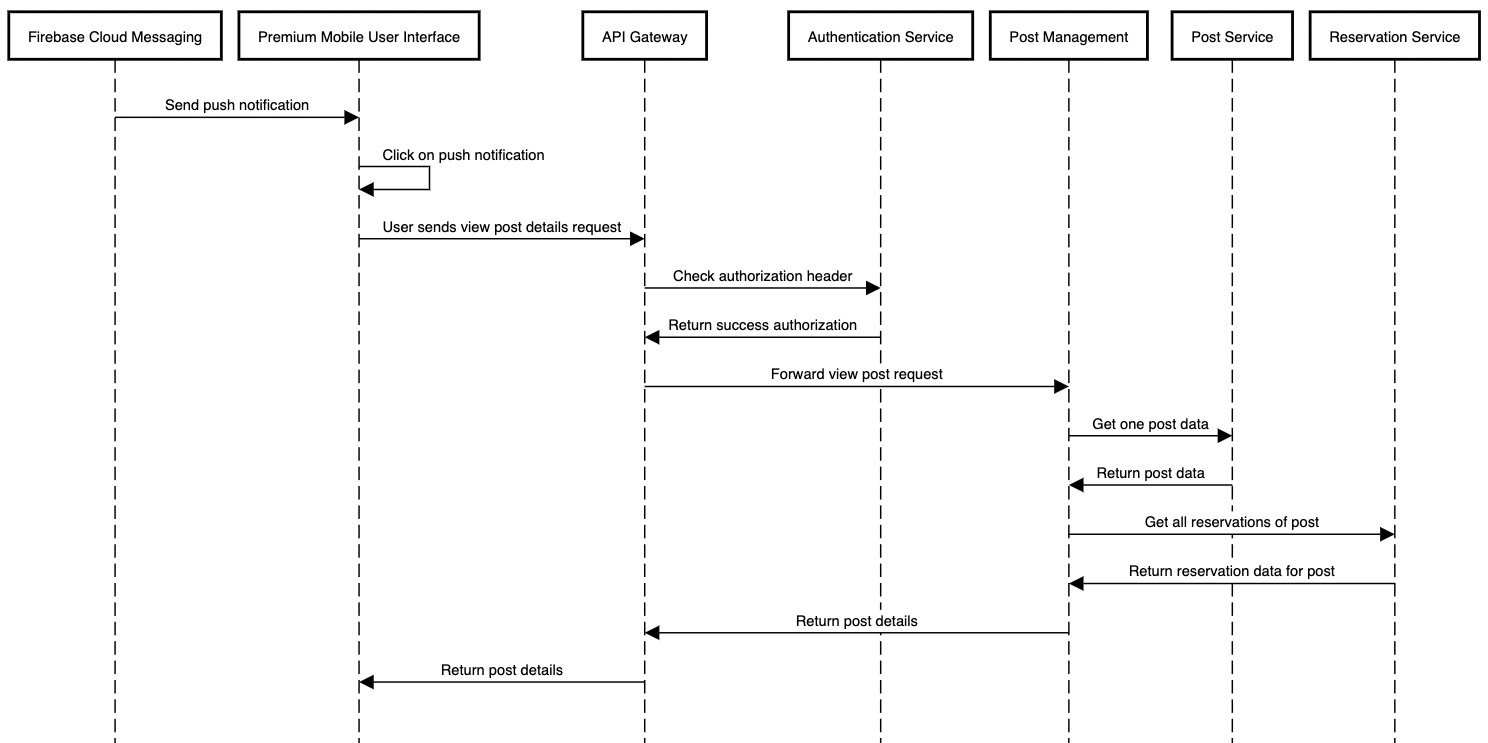 Firebase Cloud Messaging
Premium Mobile User Interface
API Gateway
Authentication Service
Post Management
Post Service
Reservation Service
Send push notification
Click on push notification
User sends view post details request
Check authorization header
Return success authorization
Forward view post request
Get one post data
Return post data
Get all reservations of post
Return reservation data for post
Return post details
Return post details